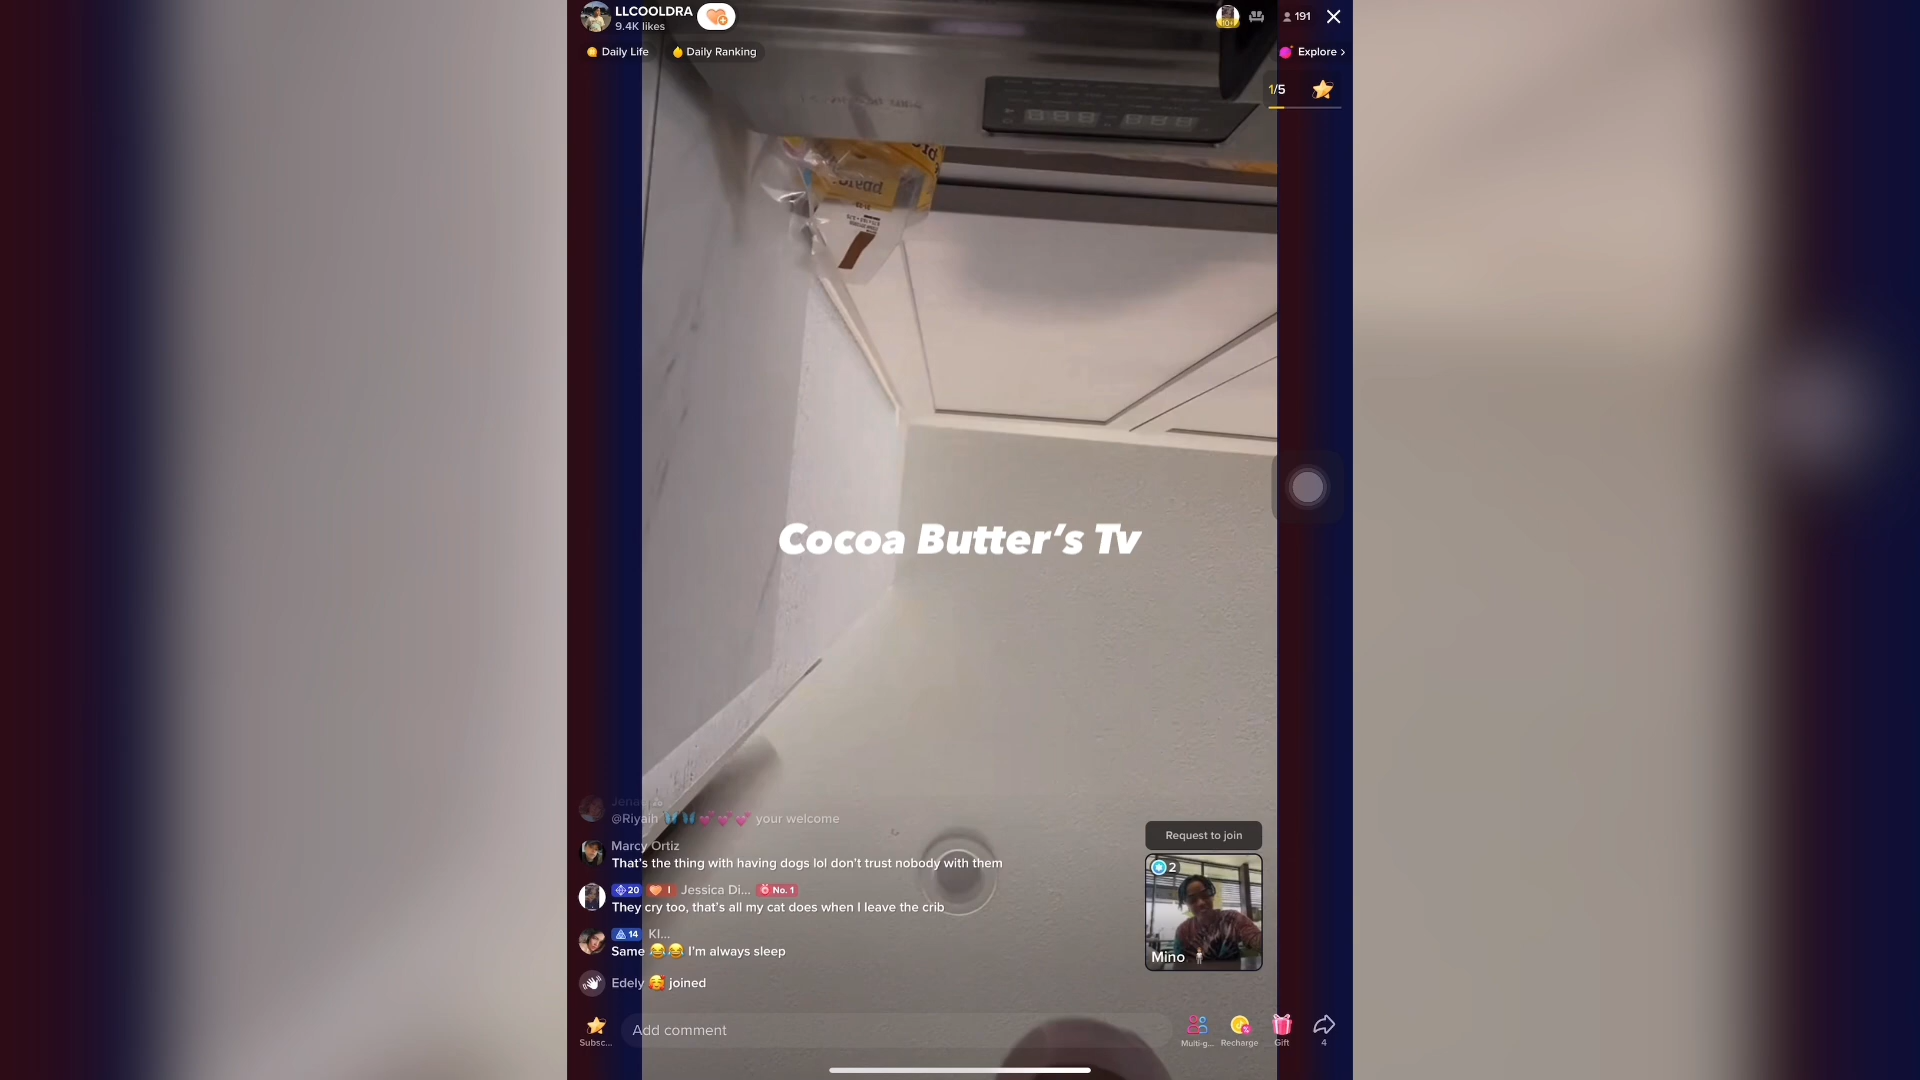 LLCOOLDRA
9.4K likes
191
Daily Life
Daily Ranking
Explore >
1/5
bread
Cocoa Butter's Tv
@Riyaih 🦋🦋💕💕💕 your welcome
Marcy Ortiz
That's the thing with having dogs lol don't trust nobody with them
20 I Jessica Di... No. 1
They cry too, that's all my cat does when I leave the crib
14 Kl...
Same 😂😂 I'm always sleep
Edely 🥰 joined
Request to join
2
Mino
Add comment
Subsc...
Multi-g...
Recharge
Gift
4